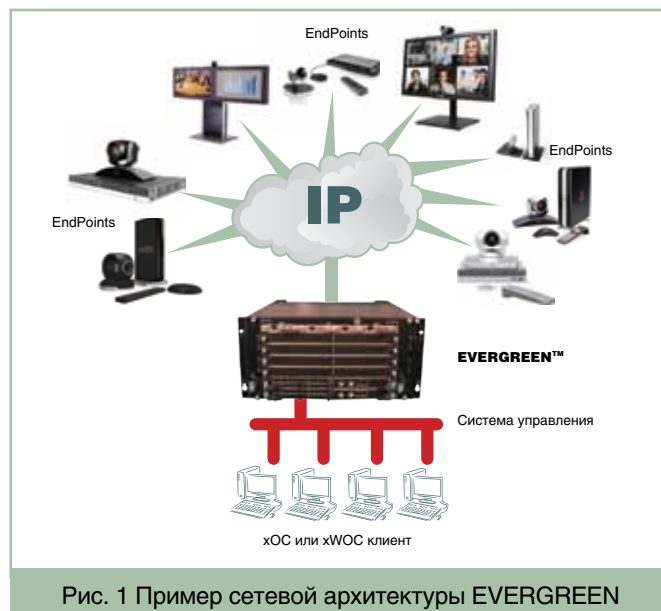 EndPoints
EndPoints
EndPoints
IP
EVERGREEN™
Система управления
xOC или xWOC клиент
Рис. 1 Пример сетевой архитектуры EVERGREEN